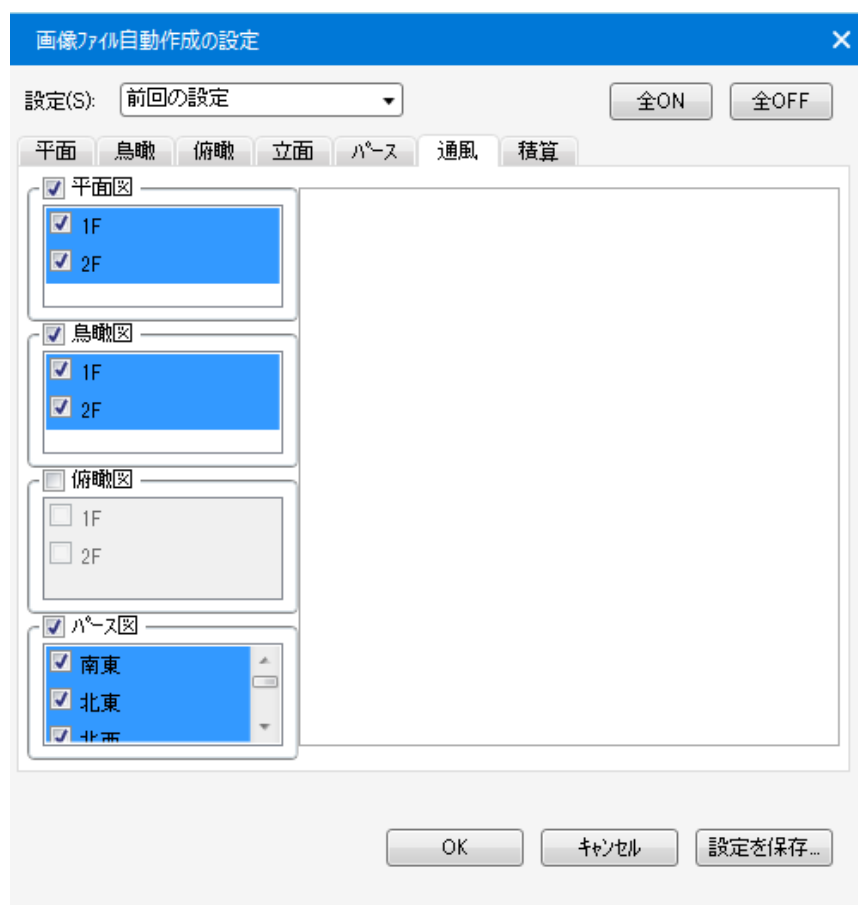 画像ﾌｧｲﾙ自動作成の設定
設定(S): 前回の設定 全ON 全OFF
平面 鳥瞰 俯瞰 立面 ﾊﾟｰｽ 通風 積算
平面図
1F
2F
鳥瞰図
1F
2F
俯瞰図
1F
2F
ﾊﾟｰｽ図
南東
北東
北西
OK ｷｬﾝｾﾙ 設定を保存...